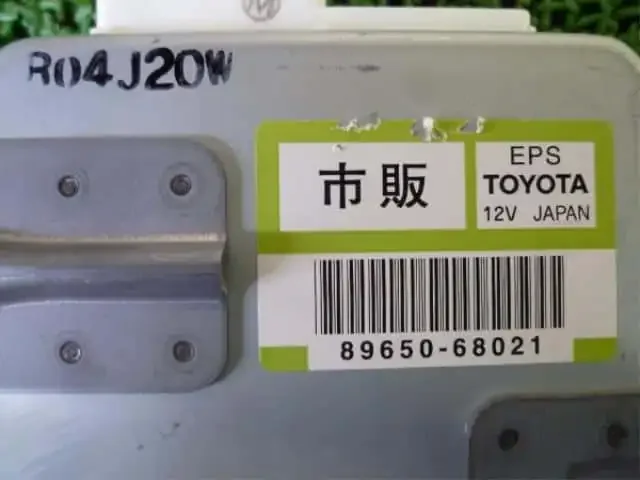 R04J20W
市販
EPS
TOYOTA
12V JAPAN
89650-68021